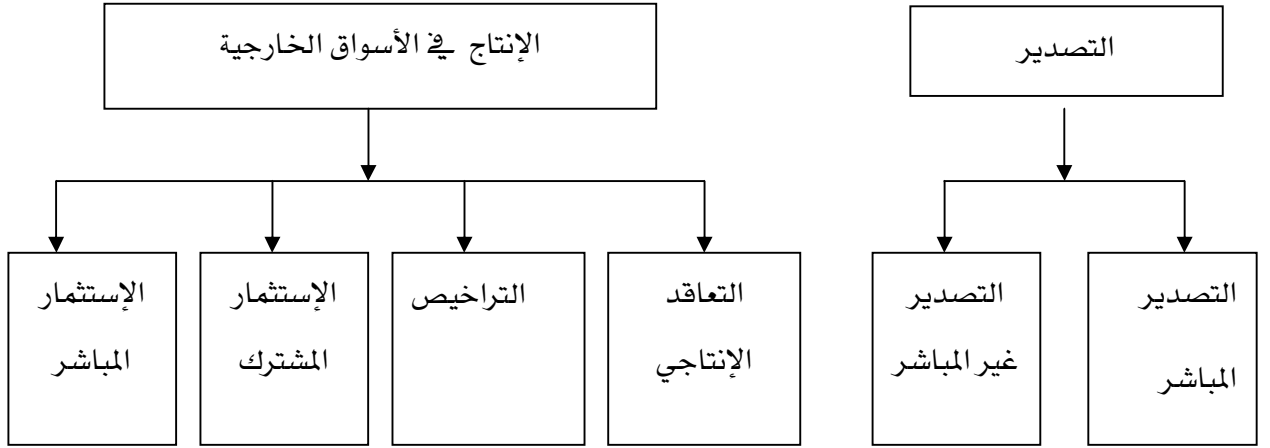 التصدير
الإنتاج في الأسواق الخارجية
التصدير
المباشر
التصدير
غير المباشر
التعاقد
الإنتاجي
التراخيص
الإستثمار
المشترك
الإستثمار
المباشر